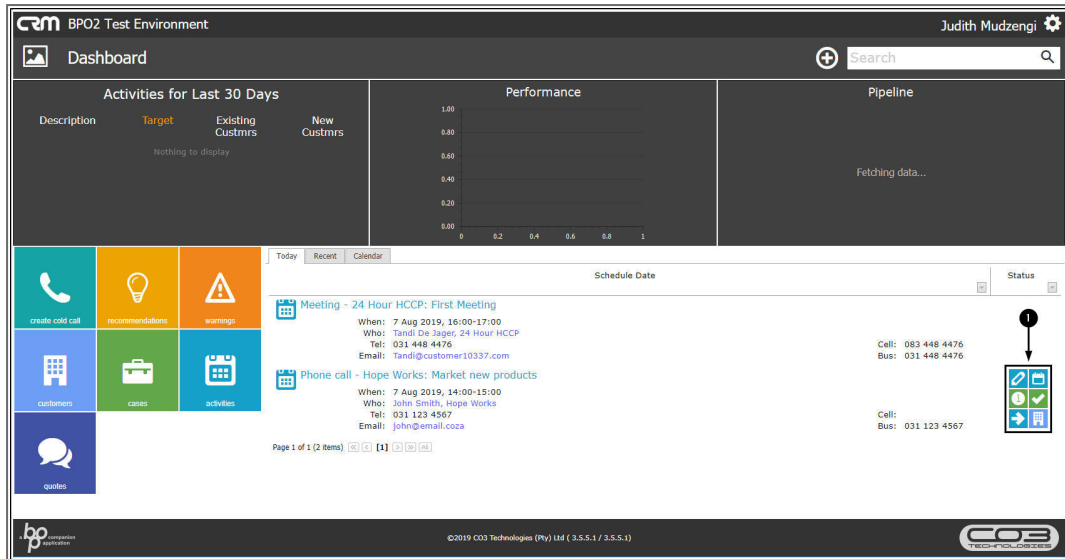 CRM BPO2 Test Environment
Judith Mudzengi
Dashboard
Search
Activities for Last 30 Days
Description Target Existing Custmrs New Custmrs
Nothing to display
Performance
1.00
0.80
0.60
0.40
0.20
0.00
0 0.2 0.4 0.6 0.8 1
Pipeline
Fetching data...
create cold call
recommendations
warnings
customers
cases
activities
quotes
Today Recent Calendar
Schedule Date Status
Meeting - 24 Hour HCCP: First Meeting
When: 7 Aug 2019, 16:00-17:00
Who: Tandi De Jager, 24 Hour HCCP
Tel: 031 448 4476 Cell: 083 448 4476
Email: Tandi@customer10337.com Bus: 031 448 4476
Phone call - Hope Works: Market new products
When: 7 Aug 2019, 14:00-15:00
Who: John Smith, Hope Works
Tel: 031 123 4567 Cell:
Email: john@email.coza Bus: 031 123 4567
1
1
Page 1 of 1 (2 items) « < [1] > » All
a bpo companion application
©2019 CO3 Technologies (Pty) Ltd ( 3.5.5.1 / 3.5.5.1)
CO3
TECHNOLOGIES